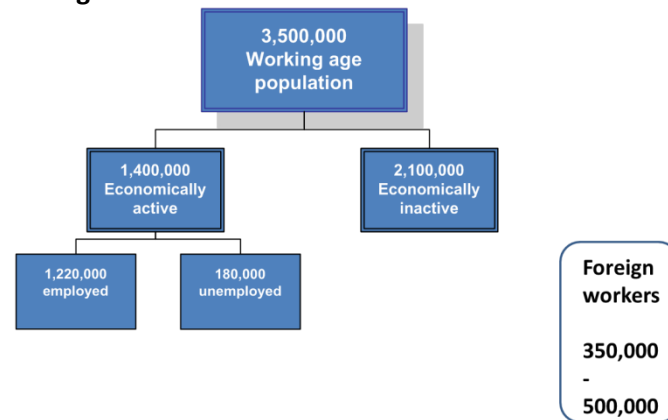 3,500,000
Working age
population
1,400,000
Economically
active
2,100,000
Economically
inactive
1,220,000
employed
180,000
unemployed
Foreign
workers
350,000
-
500,000